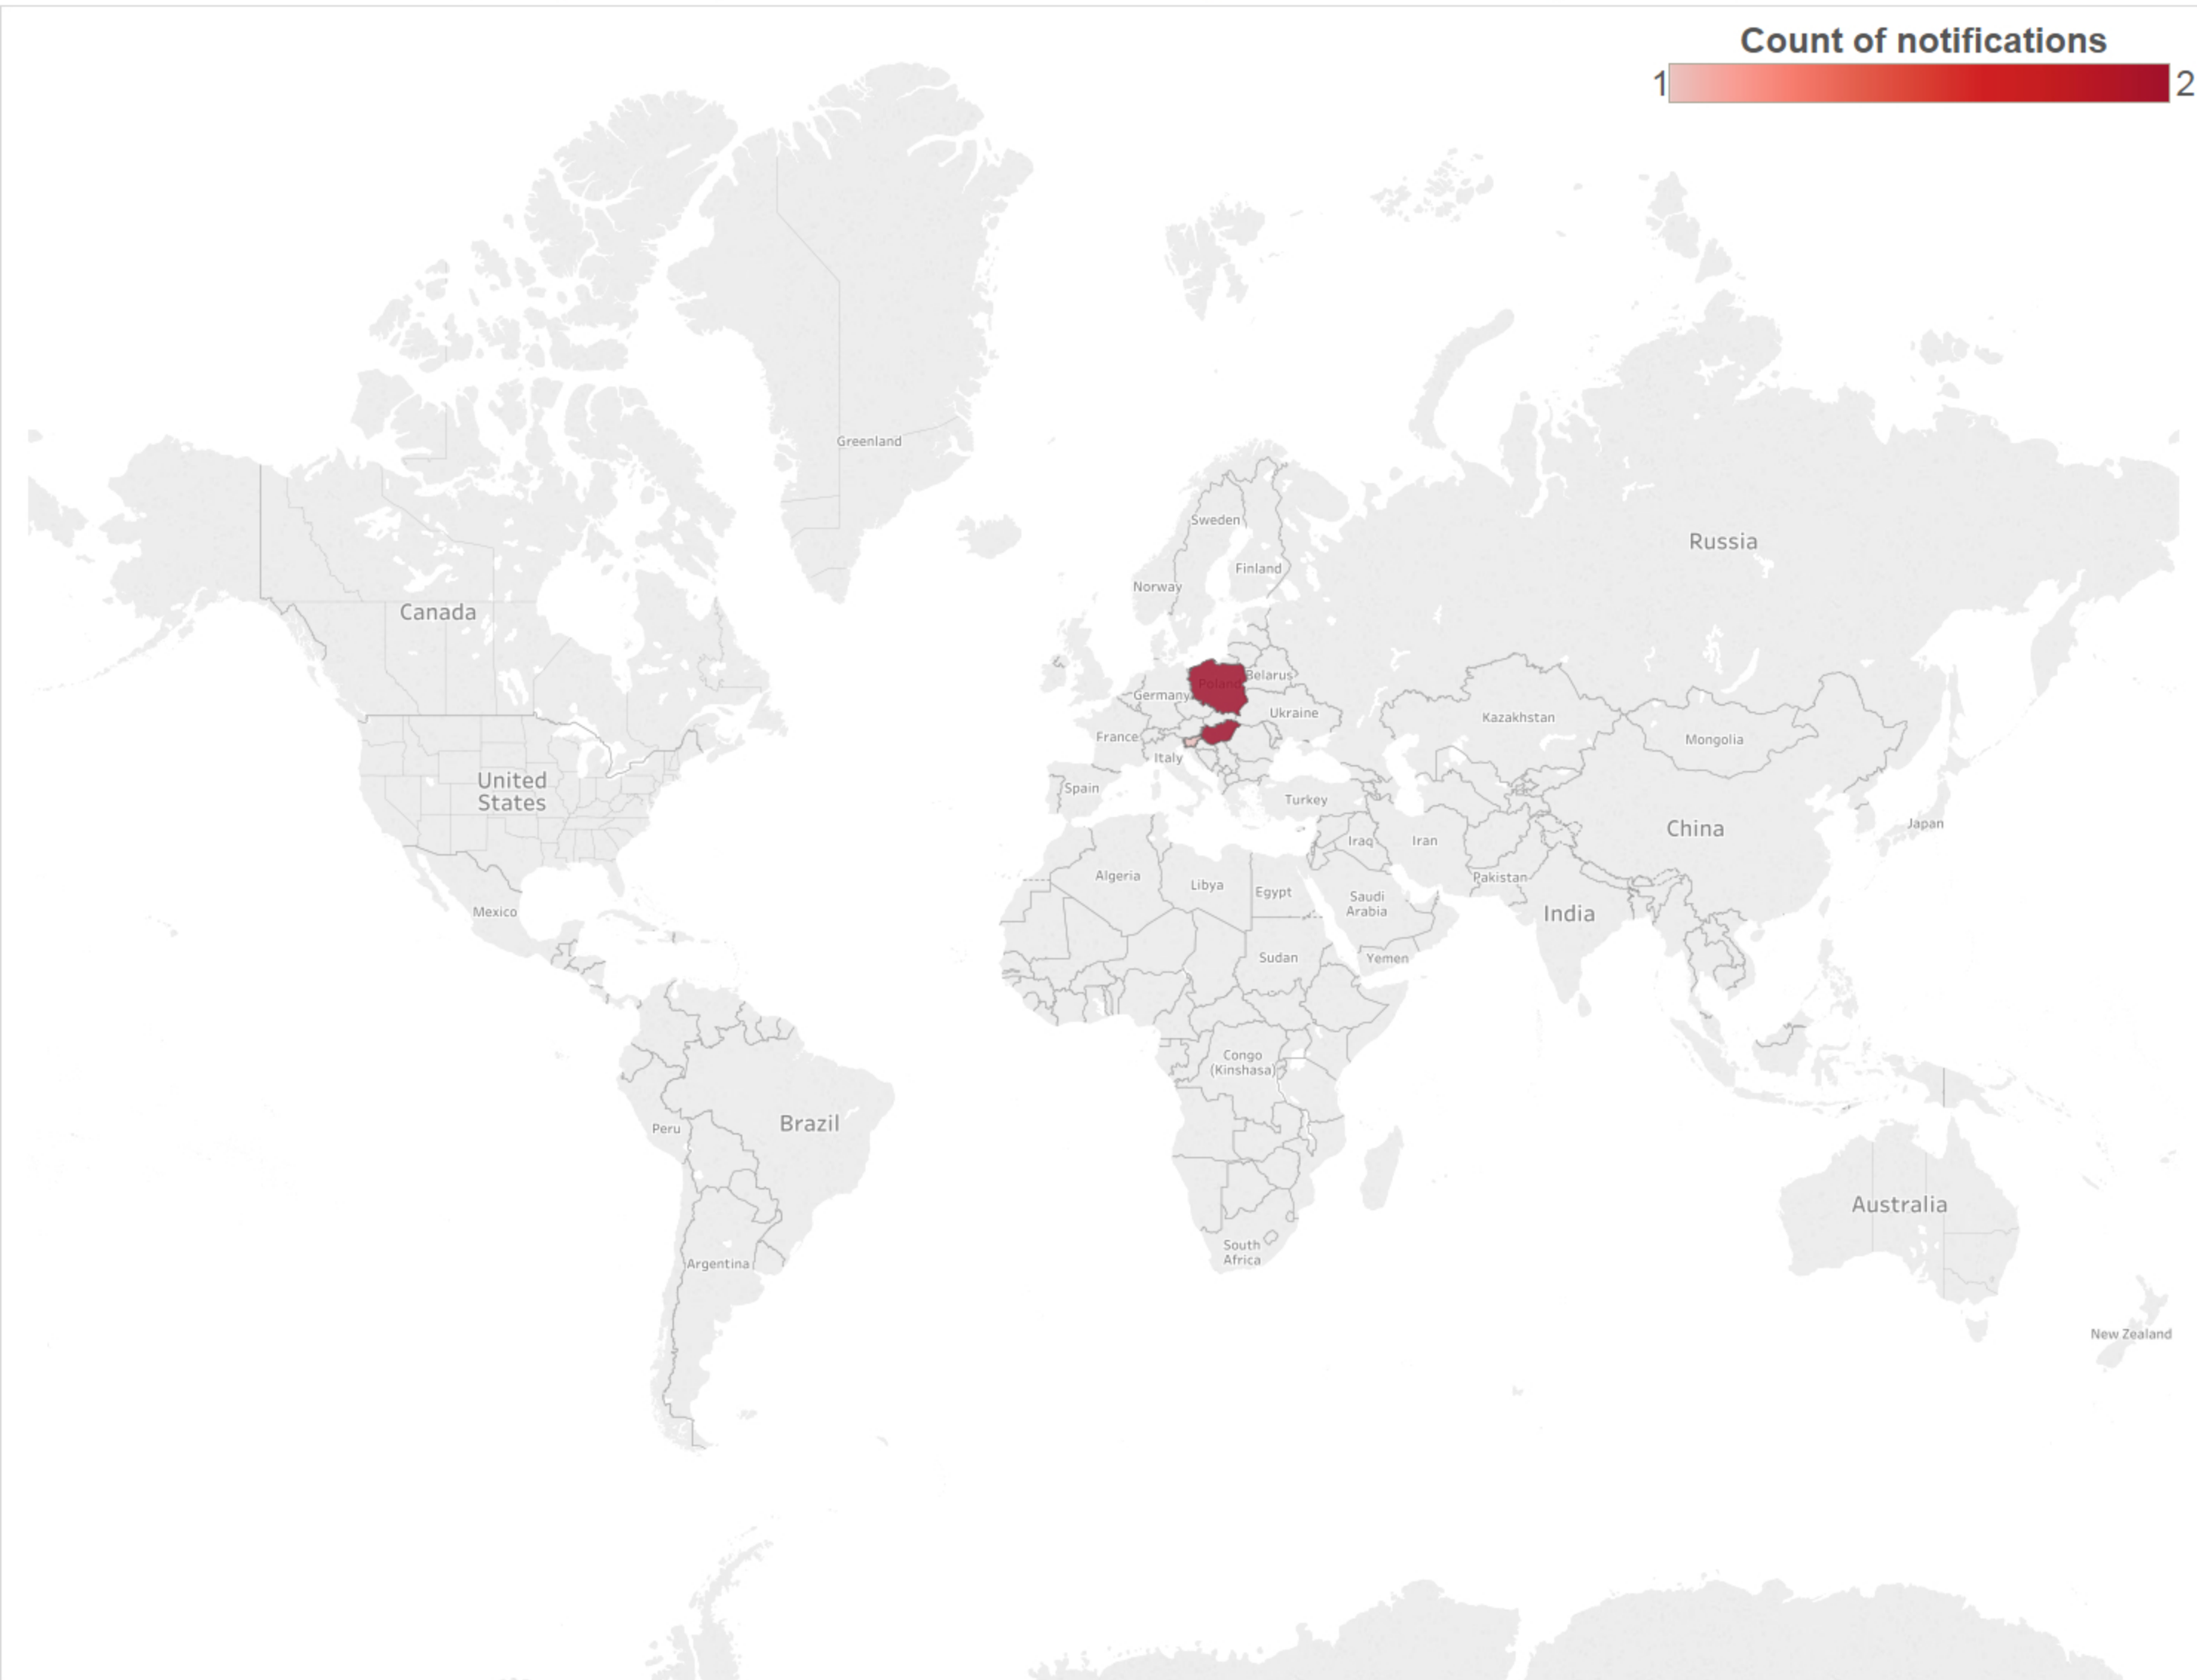 Count of notifications
1
2
Greenland
Sweden
Russia
Finland
Norway
Canada
Belarus
Poland
Germany
Ukraine
Kazakhstan
France
Mongolia
Italy
United
States
Spain
Turkey
China
Japan
Iraq
Iran
Algeria
Pakistan
Libya
Egypt
Saudi
Arabia
Mexico
India
Sudan
Yemen
Congo
(Kinshasa)
Brazil
Peru
Australia
South
Africa
Argentina
New Zealand